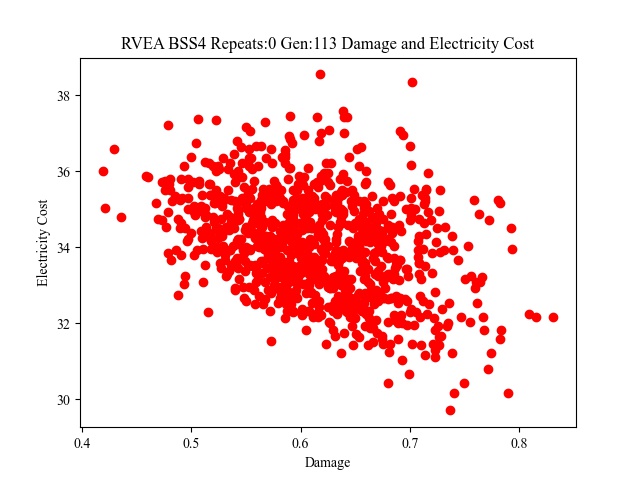 RVEA BSS4 Repeats:0 Gen:113 Damage and Electricity Cost
38
36
34
32
30
Electricity Cost
0.4 0.5 0.6 0.7 0.8
Damage